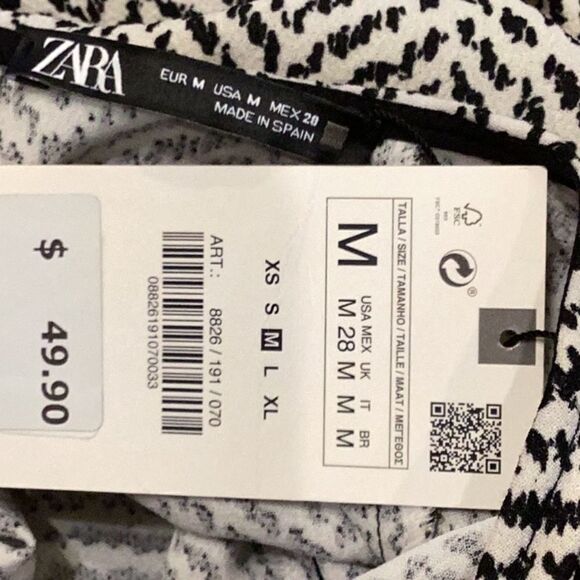 ZARA
EUR M USA M MEX 28
MADE IN SPAIN
FSC
TALLA / SIZE / TAMANHO / TAILLE / MAAT / ΜΕΓΕΘΟΣ
M
USA MEX UK IT BR
M 28 M M M
XS S M L XL
ART.: 8826 / 191 / 070
08826191070033
$ 49.90